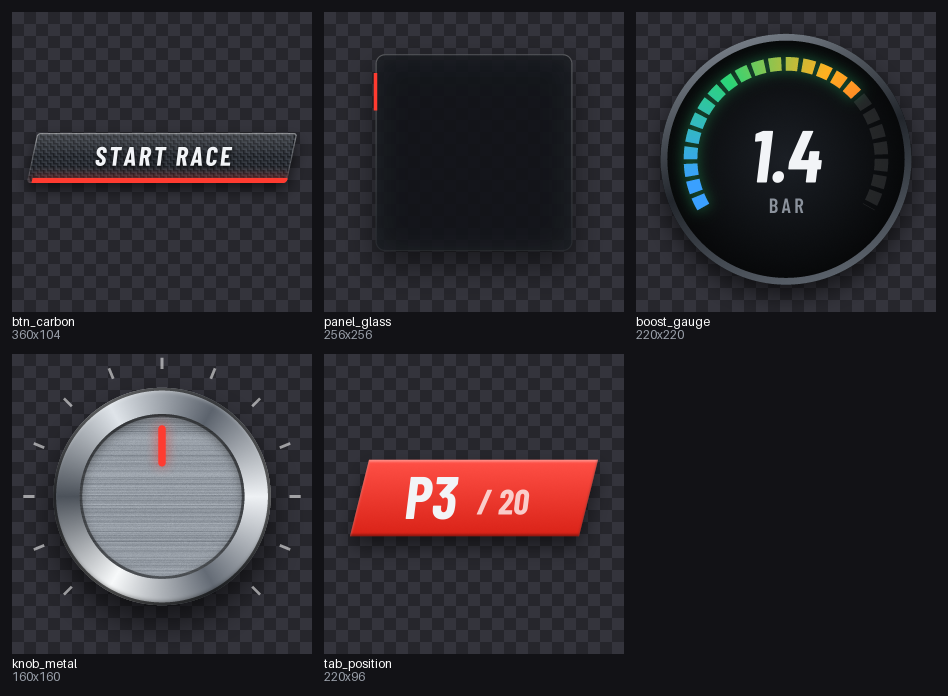 START RACE
btn_carbon
360x104
panel_glass
256x256
1.4
BAR
boost_gauge
220x220
knob_metal
160x160
P3 / 20
tab_position
220x96